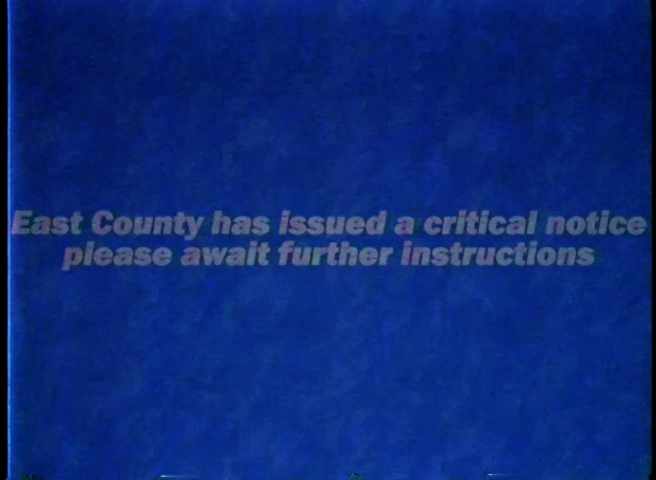 East County has issued a critical notice
please await further instructions